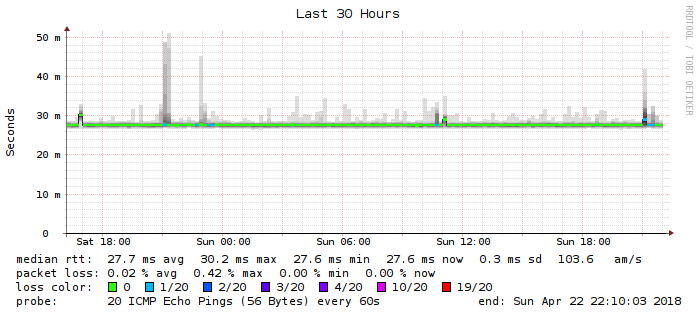 Last 30 Hours
RRDTOOL / TOBI OETIKER
Seconds
50 m
40 m
30 m
20 m
10 m
0
Sat 18:00 Sun 00:00 Sun 06:00 Sun 12:00 Sun 18:00
median rtt: 27.7 ms avg 30.2 ms max 27.6 ms min 27.6 ms now 0.3 ms sd 103.6 am/s
packet loss: 0.02 % avg 0.42 % max 0.00 % min 0.00 % now
loss color: 0 1/20 2/20 3/20 4/20 10/20 19/20
probe: 20 ICMP Echo Pings (56 Bytes) every 60s end: Sun Apr 22 22:10:03 2018